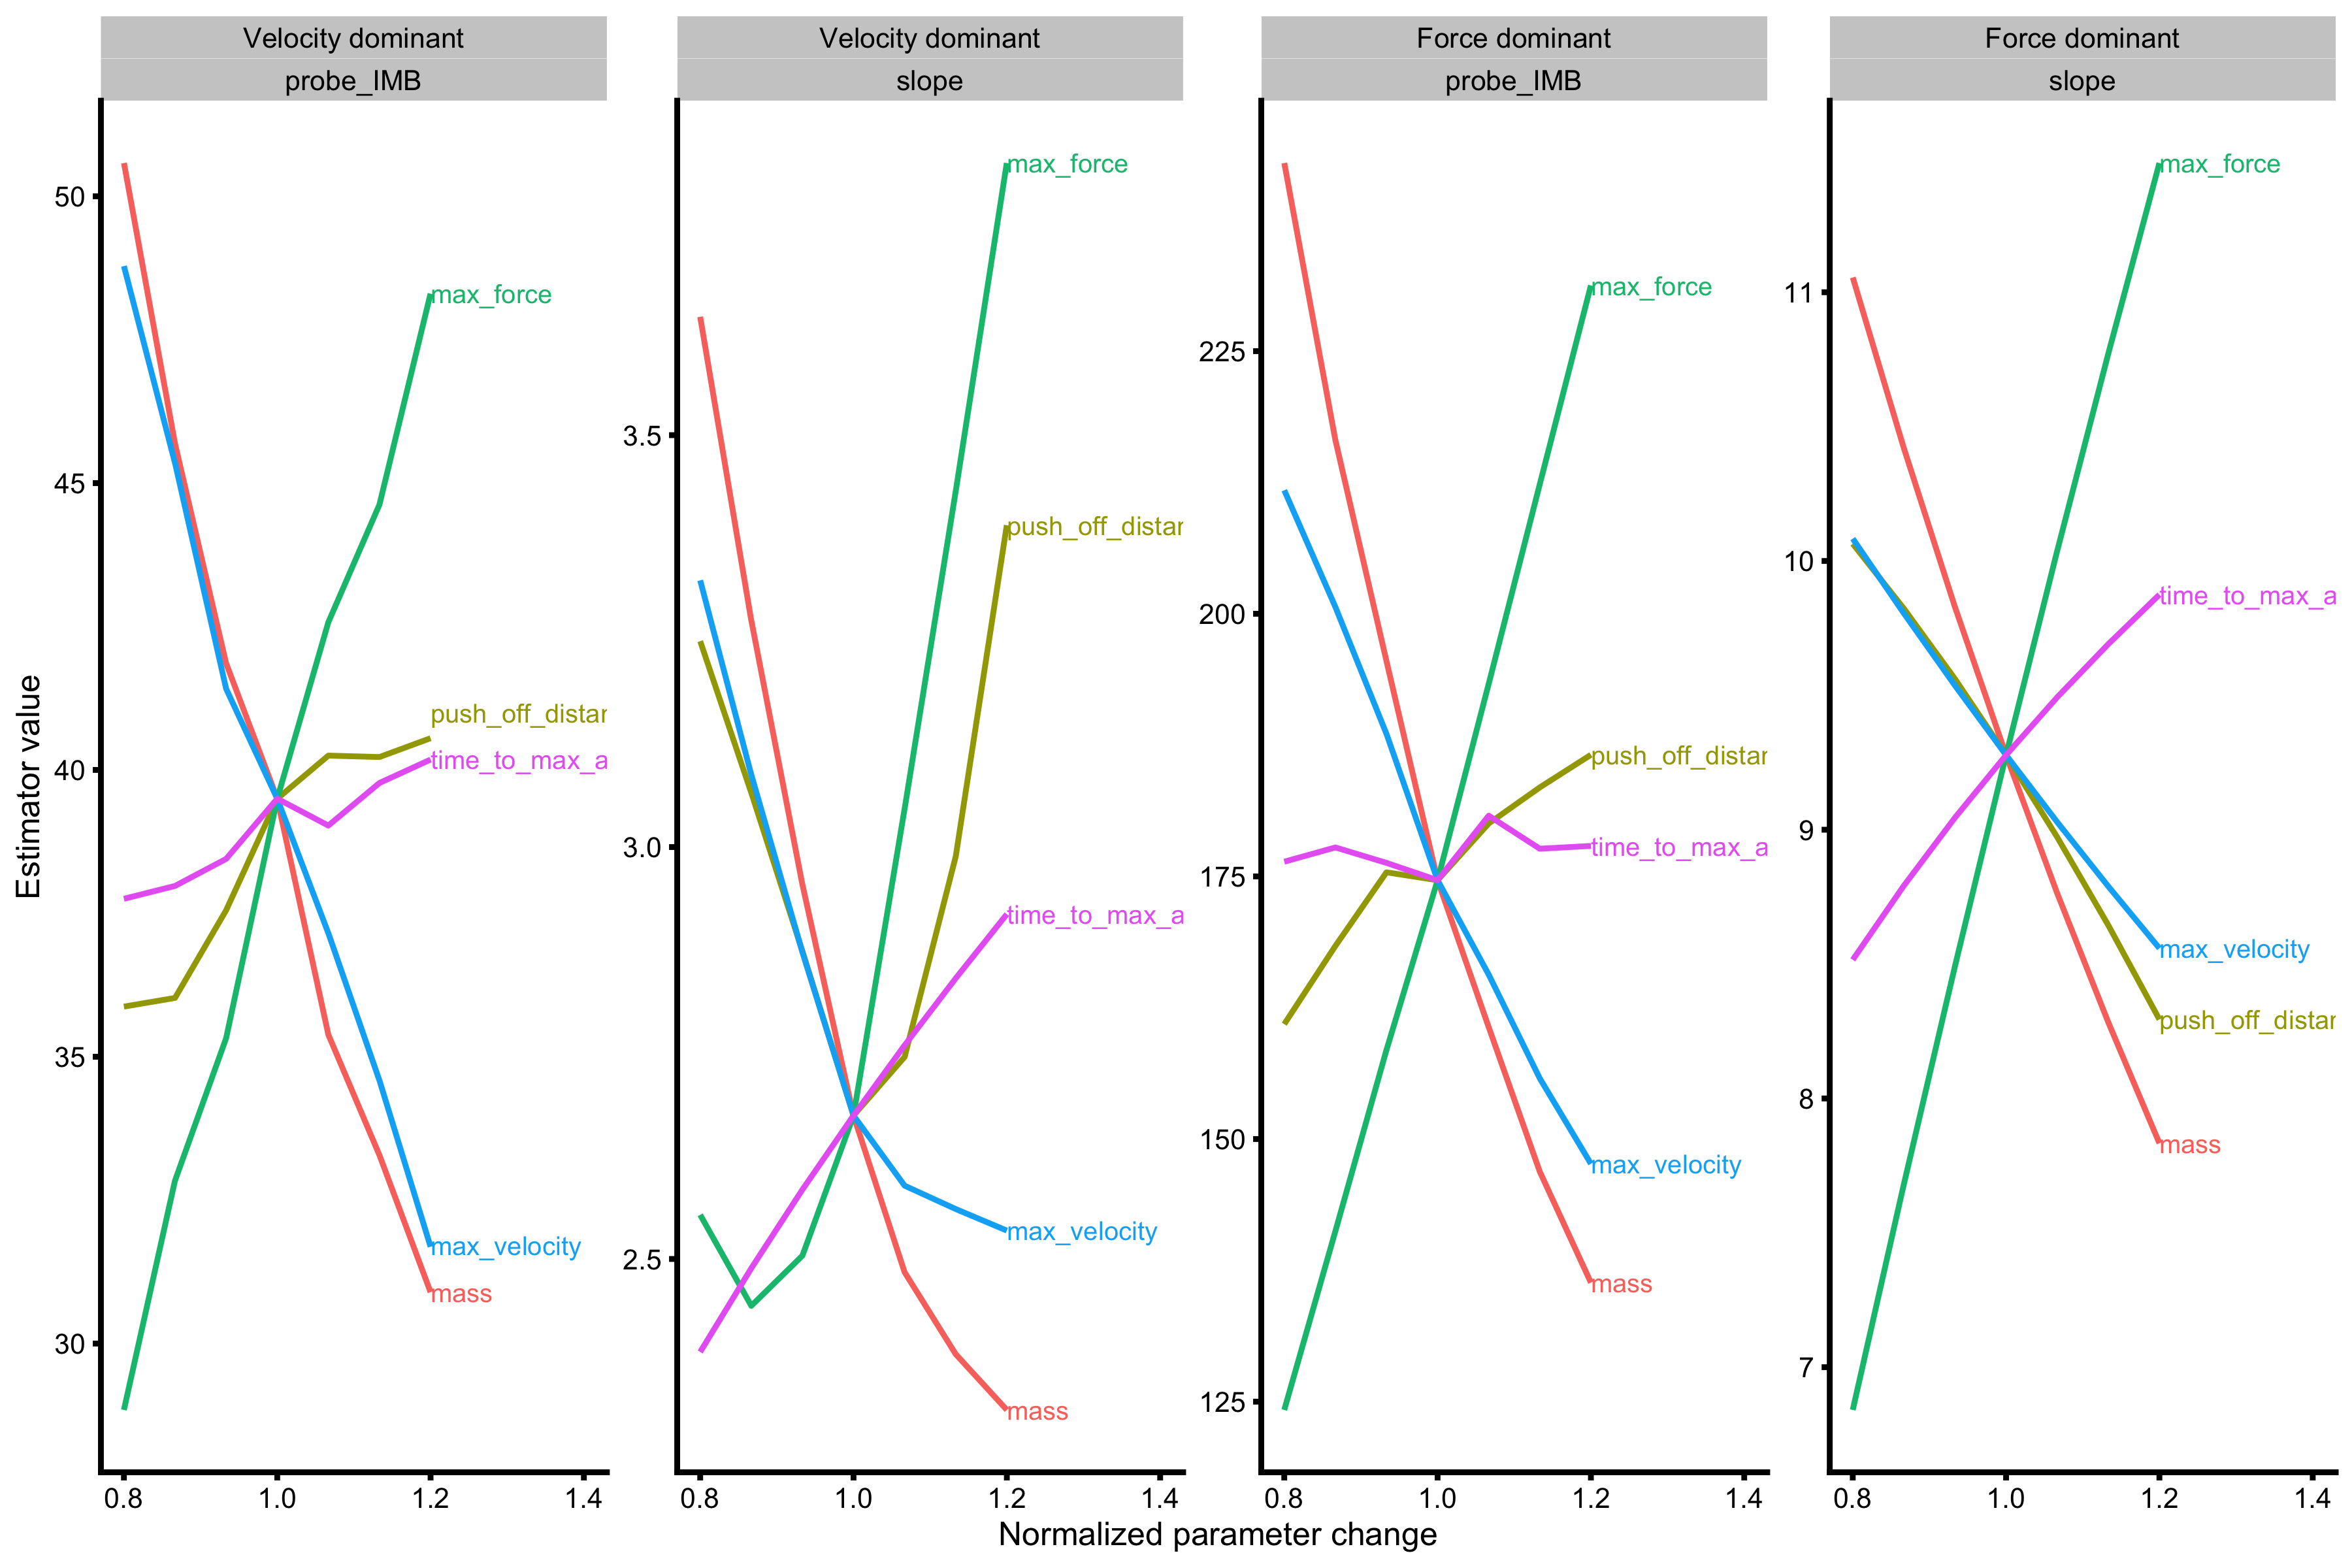 Velocity dominant
probe_IMB
Velocity dominant
slope
Force dominant
probe_IMB
Force dominant
slope
Estimator value
50
45
40
35
30
max_force
push_off_distar
time_to_max_a
max_velocity
mass
0.8 1.0 1.2 1.4
3.5
3.0
2.5
max_force
push_off_distar
time_to_max_a
max_velocity
mass
0.8 1.0 1.2 1.4
225
200
175
150
125
max_force
push_off_distar
time_to_max_a
max_velocity
mass
0.8 1.0 1.2 1.4
11
10
9
8
7
max_force
time_to_max_a
max_velocity
push_off_distar
mass
0.8 1.0 1.2 1.4
Normalized parameter change